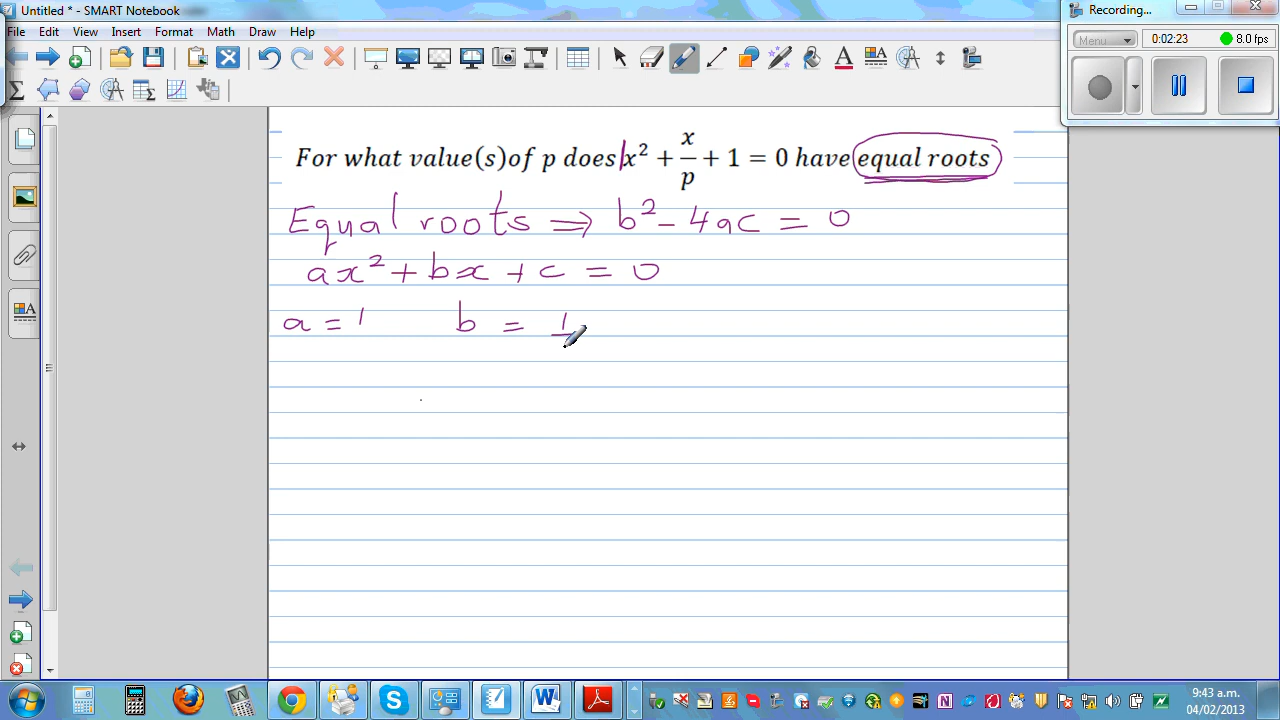 Untitled * - SMART Notebook
Recording...
File Edit View Insert Format Math Draw Help
Menu
0:02:23
8.0 fps
For what value(s)of p does |x² + x/p + 1 = 0 have equal roots
Equal roots ⇒ b² - 4ac = 0
ax² + bx + c = 0
a = 1 b = 1
9:43 a.m.
04/02/2013